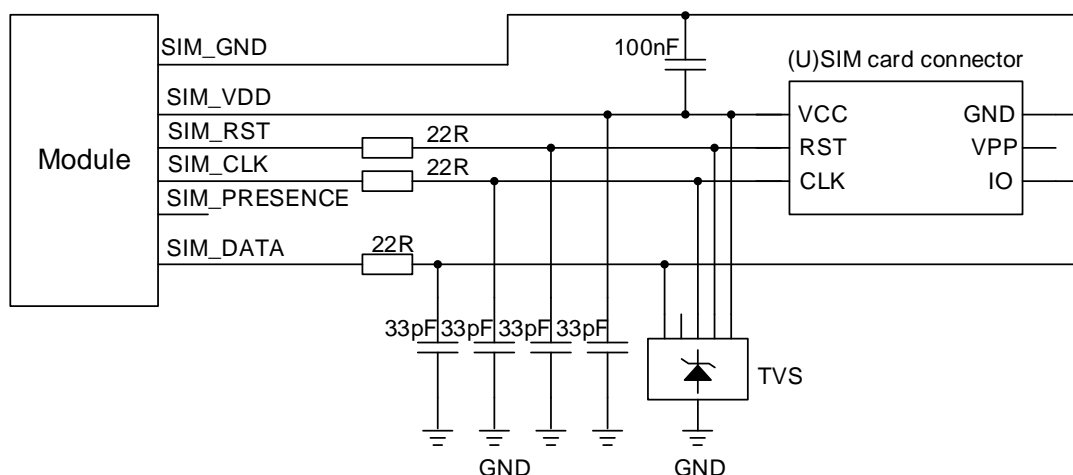 SIM_GND
100nF
(U)SIM card connector
SIM_VDD
VCC
GND
Module
SIM_RST
22R
RST
VPP
SIM_CLK
22R
CLK
IO
SIM_PRESENCE
SIM_DATA
22R
33pF 33pF 33pF 33pF
TVS
GND
GND